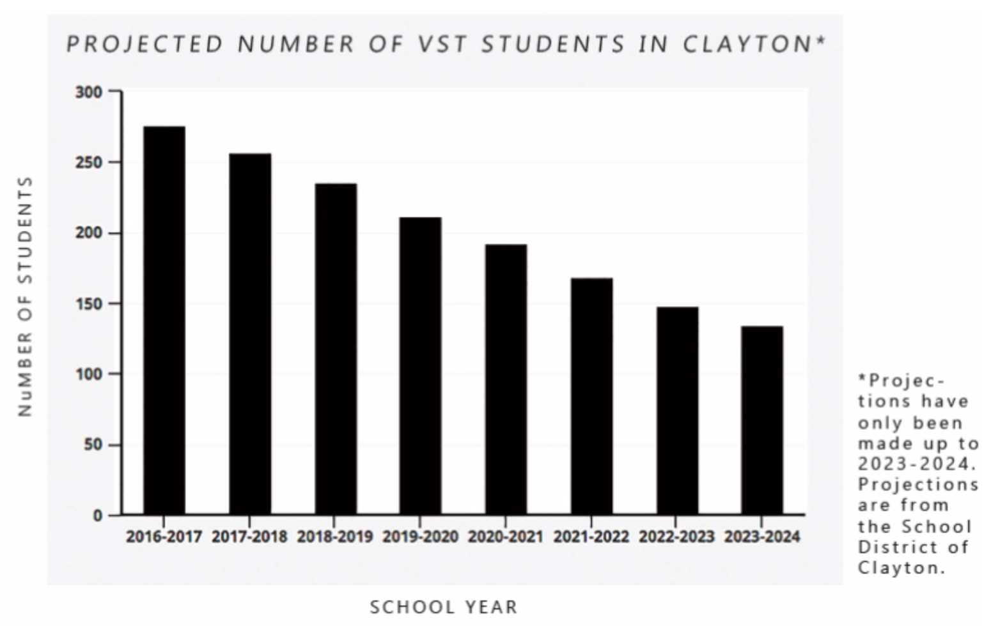 PROJECTED NUMBER OF VST STUDENTS IN CLAYTON*
NuMBER OF STUDENTS
300
250
200
150
100
50
0
2016-2017 2017-2018 2018-2019 2019-2020 2020-2021 2021-2022 2022-2023 2023-2024
SCHOOL YEAR
*Projec-
tions have
only been
made up to
2023-2024.
Projections
are from
the School
District of
Clayton.